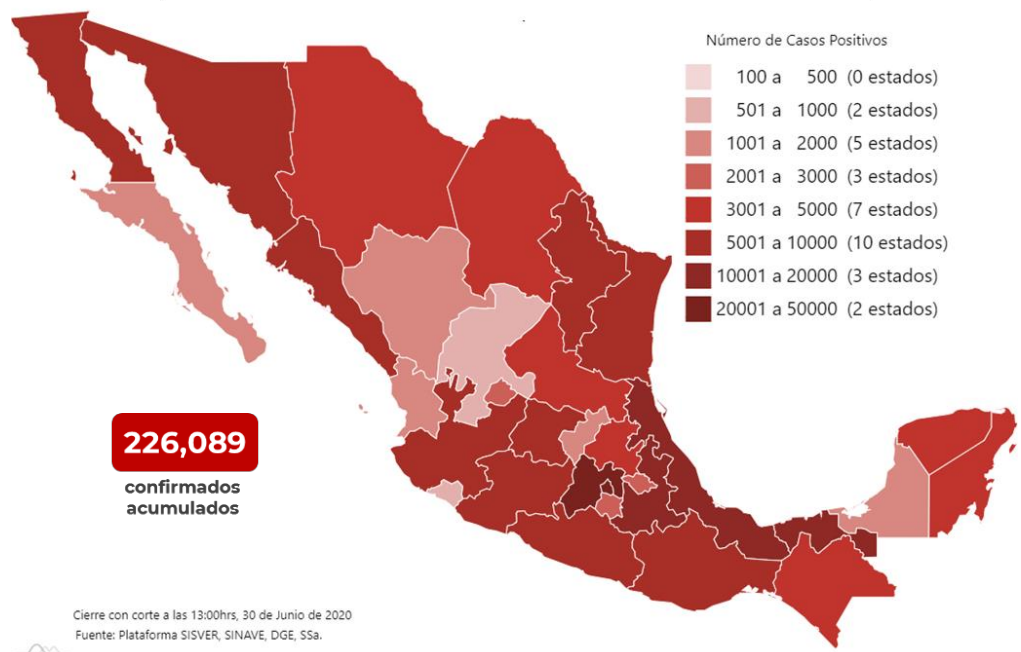 Número de Casos Positivos
100 a 500 (0 estados)
501 a 1000 (2 estados)
1001 a 2000 (5 estados)
2001 a 3000 (3 estados)
3001 a 5000 (7 estados)
5001 a 10000 (10 estados)
10001 a 20000 (3 estados)
20001 a 50000 (2 estados)
226,089
confirmados
acumulados
Cierre con corte a las 13:00hrs, 30 de Junio de 2020
Fuente: Plataforma SISVER, SINAVE, DGE, SSa.